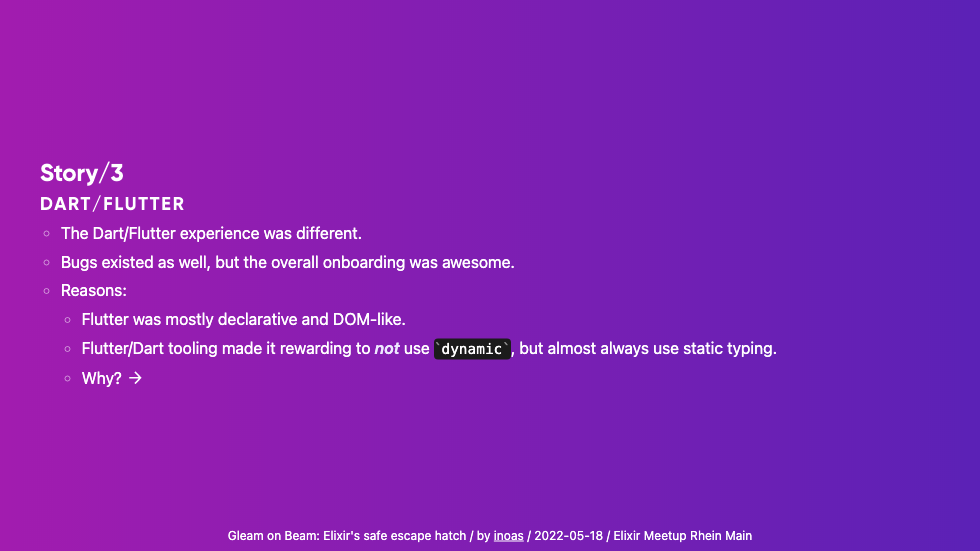 Story/3
DART/FLUTTER
The Dart/Flutter experience was different.
Bugs existed as well, but the overall onboarding was awesome.
Reasons:
Flutter was mostly declarative and DOM-like.
Flutter/Dart tooling made it rewarding to not use `dynamic`, but almost always use static typing.
Why? →
Gleam on Beam: Elixir's safe escape hatch / by inoas / 2022-05-18 / Elixir Meetup Rhein Main